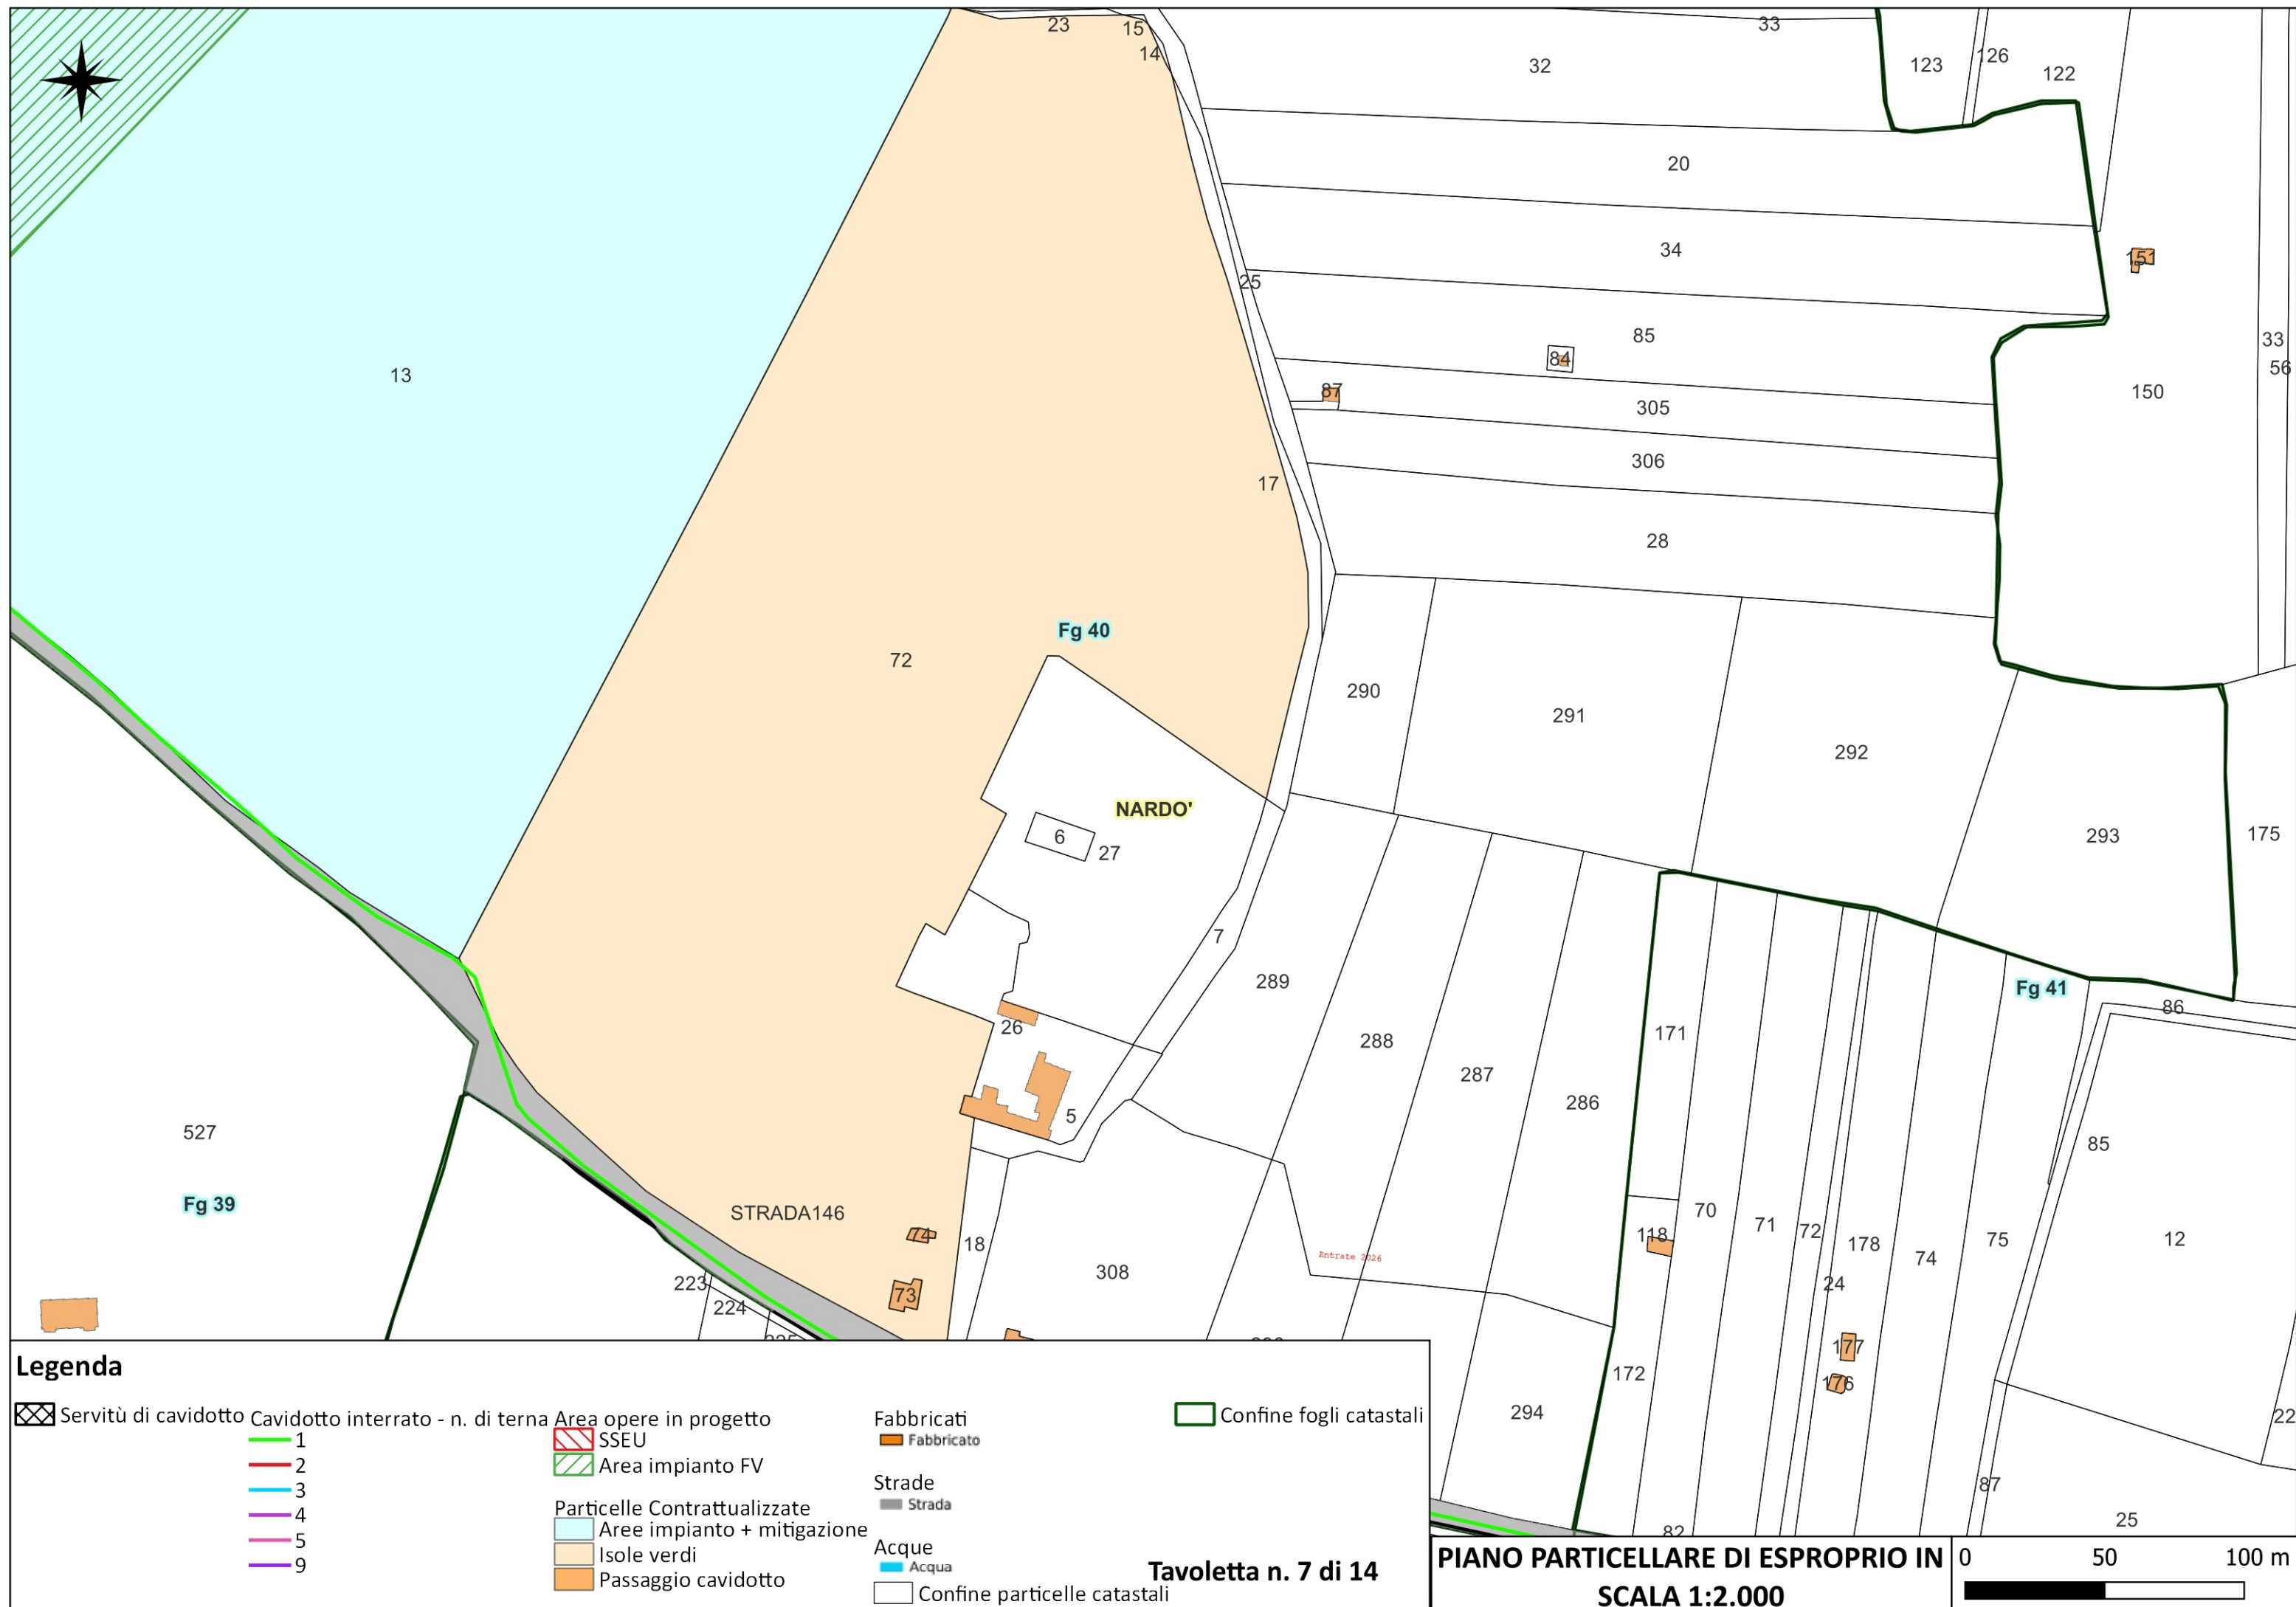 23
15
14
33
32
123
126
122
20
34
151
25
85
84
33
56
87
305
150
306
17
28
13
72
Fg 40
290
291
292
NARDO'
6
27
293
175
7
289
Fg 41
86
26
171
288
287
286
5
527
85
Fg 39
STRADA146
74
18
308
Entrate 2026
118
70
71
72
178
74
75
12
24
223
224
73
177
176
172
294
22
87
25
82
Legenda
Servitù di cavidotto
Cavidotto interrato - n. di terna
1
2
3
4
5
9
Area opere in progetto
SSEU
Area impianto FV
Particelle Contrattualizzate
Aree impianto + mitigazione
Isole verdi
Passaggio cavidotto
Fabbricati
Fabbricato
Strade
Strada
Acque
Acqua
Confine particelle catastali
Confine fogli catastali
Tavoletta n. 7 di 14
PIANO PARTICELLARE DI ESPROPRIO IN
SCALA 1:2.000
0 50 100 m